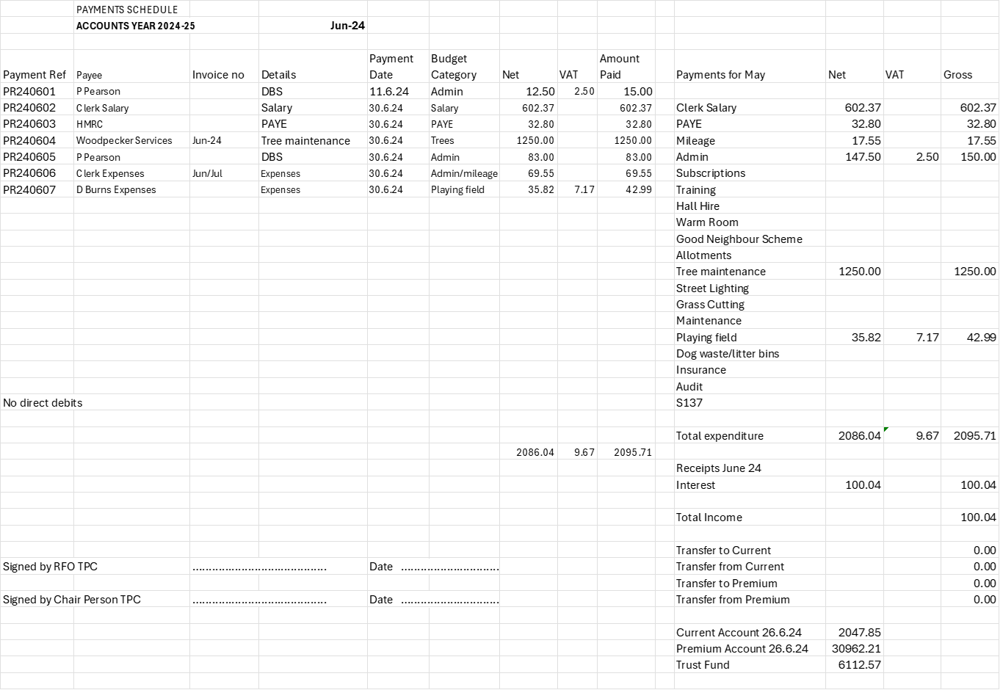 PAYMENTS SCHEDULE
ACCOUNTS YEAR 2024-25 Jun-24
Payment Ref Payee Invoice no Details Payment Date Budget Category Net VAT Amount Paid Payments for May Net VAT Gross
PR240601 P Pearson DBS 11.6.24 Admin 12.50 2.50 15.00
PR240602 Clerk Salary Salary 30.6.24 Salary 602.37 602.37 Clerk Salary 602.37 602.37
PR240603 HMRC PAYE 30.6.24 PAYE 32.80 32.80 PAYE 32.80 32.80
PR240604 Woodpecker Services Jun-24 Tree maintenance 30.6.24 Trees 1250.00 1250.00 Mileage 17.55 17.55
PR240605 P Pearson DBS 30.6.24 Admin 83.00 83.00 Admin 147.50 2.50 150.00
PR240606 Clerk Expenses Jun/Jul Expenses 30.6.24 Admin/mileage 69.55 69.55 Subscriptions
PR240607 D Burns Expenses Expenses 30.6.24 Playing field 35.82 7.17 42.99 Training
Hall Hire
Warm Room
Good Neighbour Scheme
Allotments
Tree maintenance 1250.00 1250.00
Street Lighting
Grass Cutting
Maintenance
Playing field 35.82 7.17 42.99
Dog waste/litter bins
Insurance
Audit
No direct debits S137
Total expenditure 2086.04 9.67 2095.71
2086.04 9.67 2095.71
Receipts June 24
Interest 100.04 100.04
Total Income 100.04
Transfer to Current 0.00
Signed by RFO TPC ......................................... Date .............................. Transfer from Current 0.00
Transfer to Premium 0.00
Signed by Chair Person TPC ......................................... Date .............................. Transfer from Premium 0.00
Current Account 26.6.24 2047.85
Premium Account 26.6.24 30962.21
Trust Fund 6112.57